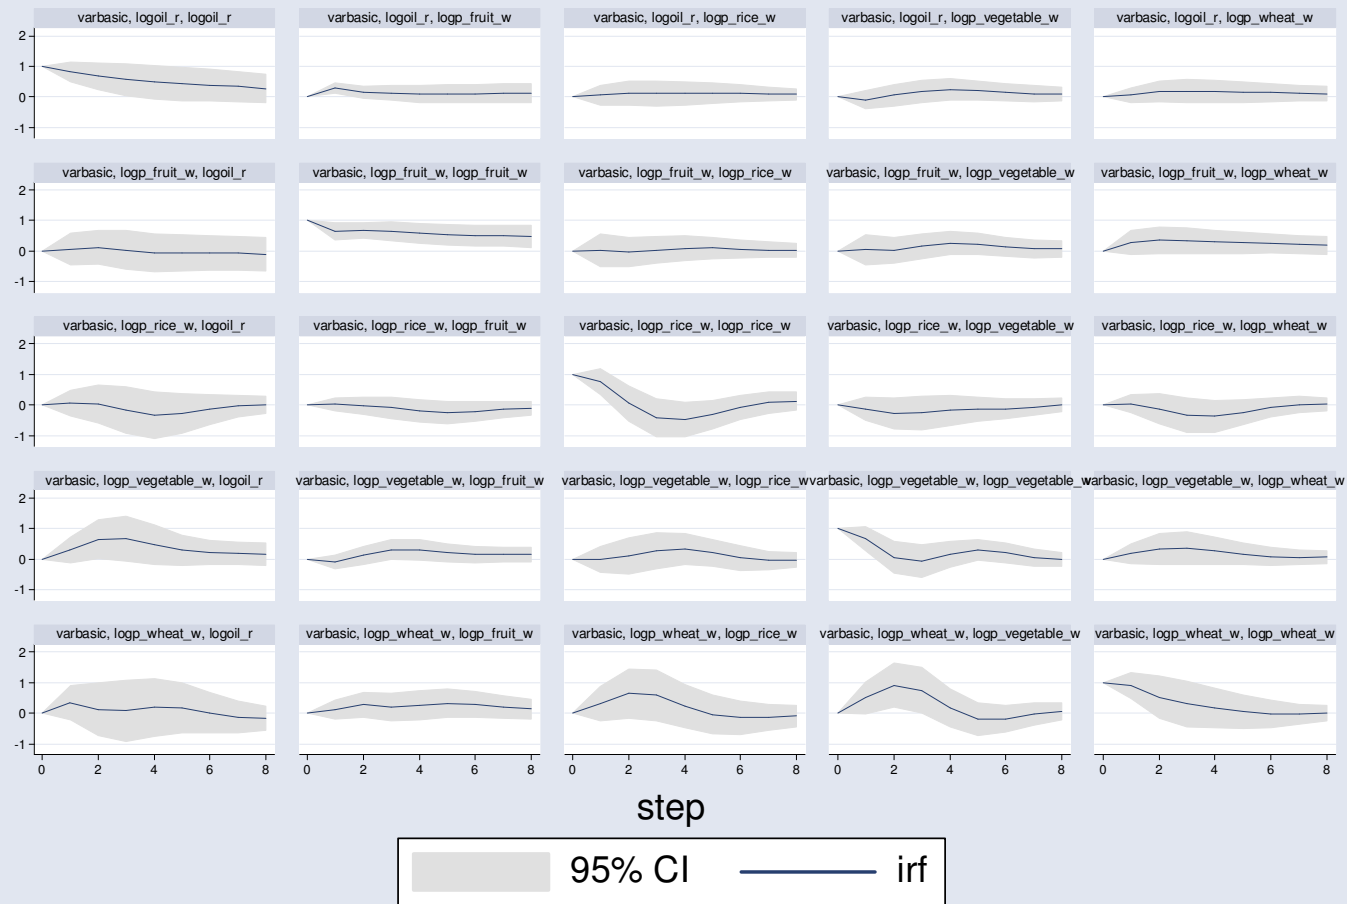 varbasic, logoil_r, logoil_r
varbasic, logoil_r, logp_fruit_w
varbasic, logoil_r, logp_rice_w
varbasic, logoil_r, logp_vegetable_w
varbasic, logoil_r, logp_wheat_w
2
1
0
-1
varbasic, logp_fruit_w, logoil_r
varbasic, logp_fruit_w, logp_fruit_w
varbasic, logp_fruit_w, logp_rice_w
varbasic, logp_fruit_w, logp_vegetable_w
varbasic, logp_fruit_w, logp_wheat_w
2
1
0
-1
varbasic, logp_rice_w, logoil_r
varbasic, logp_rice_w, logp_fruit_w
varbasic, logp_rice_w, logp_rice_w
varbasic, logp_rice_w, logp_vegetable_w
varbasic, logp_rice_w, logp_wheat_w
2
1
0
-1
varbasic, logp_vegetable_w, logoil_r
varbasic, logp_vegetable_w, logp_fruit_w
varbasic, logp_vegetable_w, logp_rice_w
varbasic, logp_vegetable_w, logp_vegetable_w
varbasic, logp_vegetable_w, logp_wheat_w
2
1
0
-1
varbasic, logp_wheat_w, logoil_r
varbasic, logp_wheat_w, logp_fruit_w
varbasic, logp_wheat_w, logp_rice_w
varbasic, logp_wheat_w, logp_vegetable_w
varbasic, logp_wheat_w, logp_wheat_w
2
1
0
-1
0 2 4 6 8
0 2 4 6 8
0 2 4 6 8
0 2 4 6 8
0 2 4 6 8
step
95% CI
irf